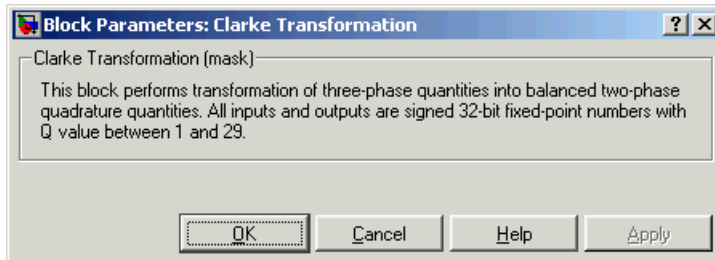 Block Parameters: Clarke Transformation
Clarke Transformation (mask)
This block performs transformation of three-phase quantities into balanced two-phase
quadrature quantities. All inputs and outputs are signed 32-bit fixed-point numbers with
Q value between 1 and 29.
OK Cancel Help Apply